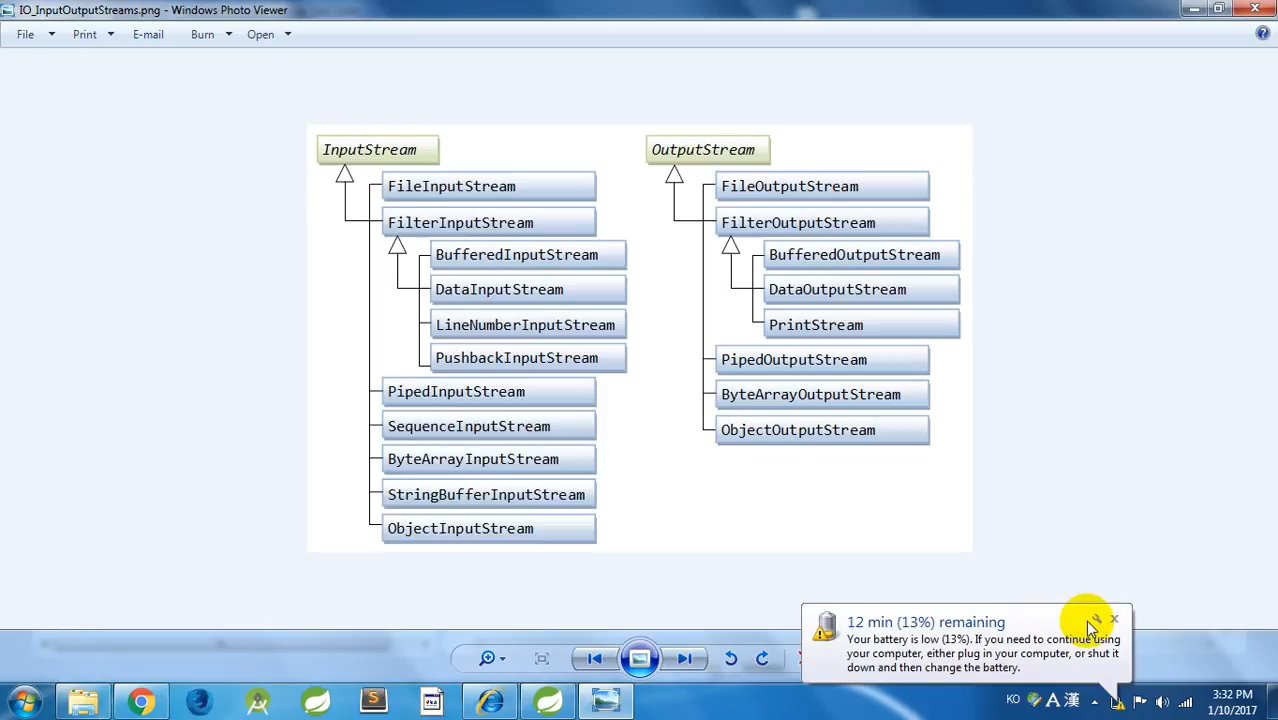 IO_InputOutputStreams.png - Windows Photo Viewer
File Print E-mail Burn Open
InputStream
FileInputStream
FilterInputStream
BufferedInputStream
DataInputStream
LineNumberInputStream
PushbackInputStream
PipedInputStream
SequenceInputStream
ByteArrayInputStream
StringBufferInputStream
ObjectInputStream
OutputStream
FileOutputStream
FilterOutputStream
BufferedOutputStream
DataOutputStream
PrintStream
PipedOutputStream
ByteArrayOutputStream
ObjectOutputStream
12 min (13%) remaining
Your battery is low (13%). If you need to continue using
your computer, either plug in your computer, or shut it
down and then change the battery.
KO A 漢
3:32 PM
1/10/2017